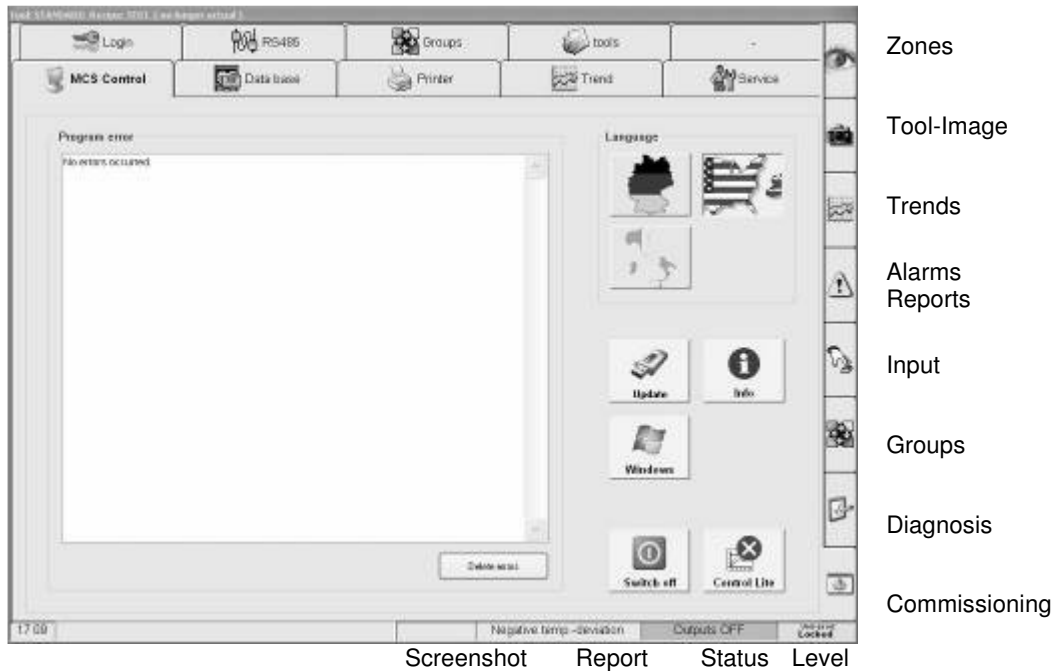 Login
RS485
Groups
tools
-
MCS Control
Data base
Printer
Trend
Service
Program error
No errors occurred.
Language
Update
Info
Windows
Delete error
Switch off
Control Lite
17:09
Negative temp.-deviation
Outputs OFF
Locked
Zones
Tool-Image
Trends
Alarms
Reports
Input
Groups
Diagnosis
Commissioning
Screenshot
Report
Status
Level